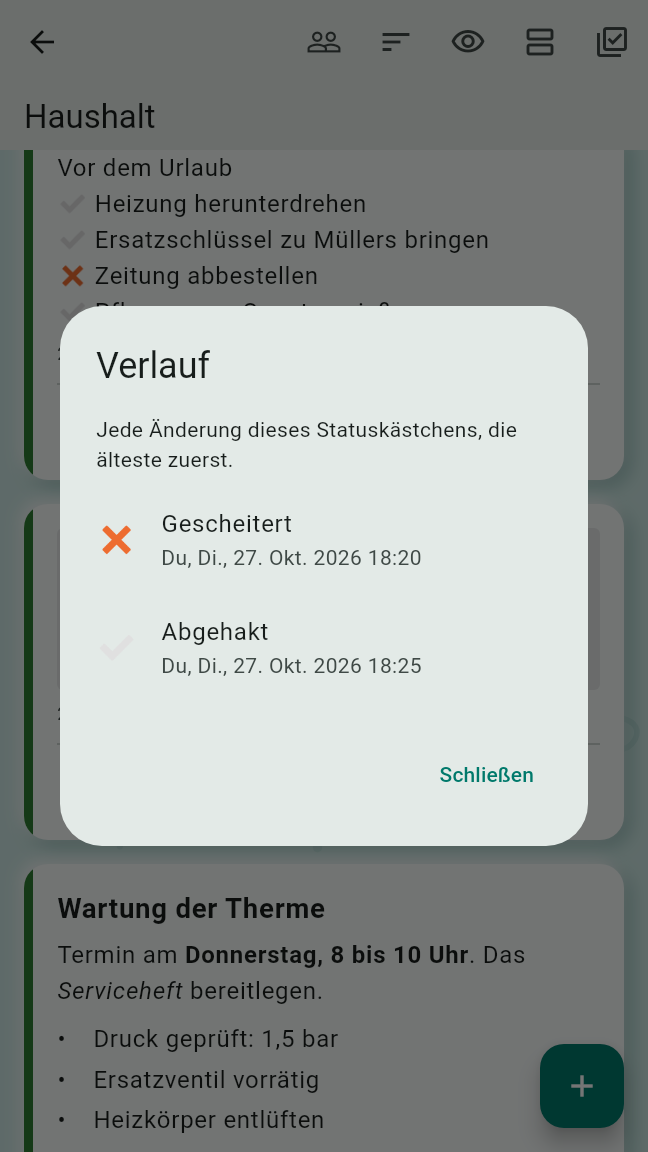 Haushalt
Vor dem Urlaub
Heizung herunterdrehen
Ersatzschlüssel zu Müllers bringen
Zeitung abbestellen
Verlauf
Jede Änderung dieses Statuskästchens, die
älteste zuerst.
Gescheitert
Du, Di., 27. Okt. 2026 18:20
Abgehakt
Du, Di., 27. Okt. 2026 18:25
Schließen
Wartung der Therme
Termin am Donnerstag, 8 bis 10 Uhr. Das
Serviceheft bereitlegen.
• Druck geprüft: 1,5 bar
• Ersatzventil vorrätig
• Heizkörper entlüften